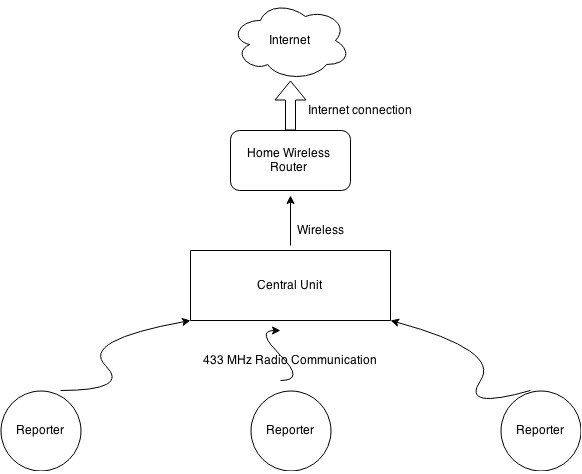 Internet
Internet connection
Home Wireless
Router
Wireless
Central Unit
433 MHz Radio Communication
Reporter
Reporter
Reporter